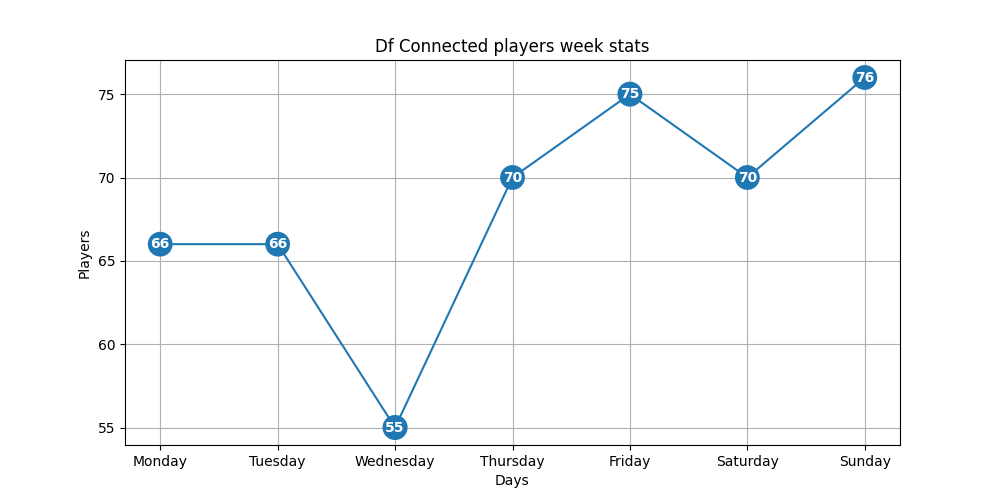 Df Connected players week stats
Players
75
70
65
60
55
66
66
55
70
75
70
76
Monday
Tuesday
Wednesday
Thursday
Friday
Saturday
Sunday
Days